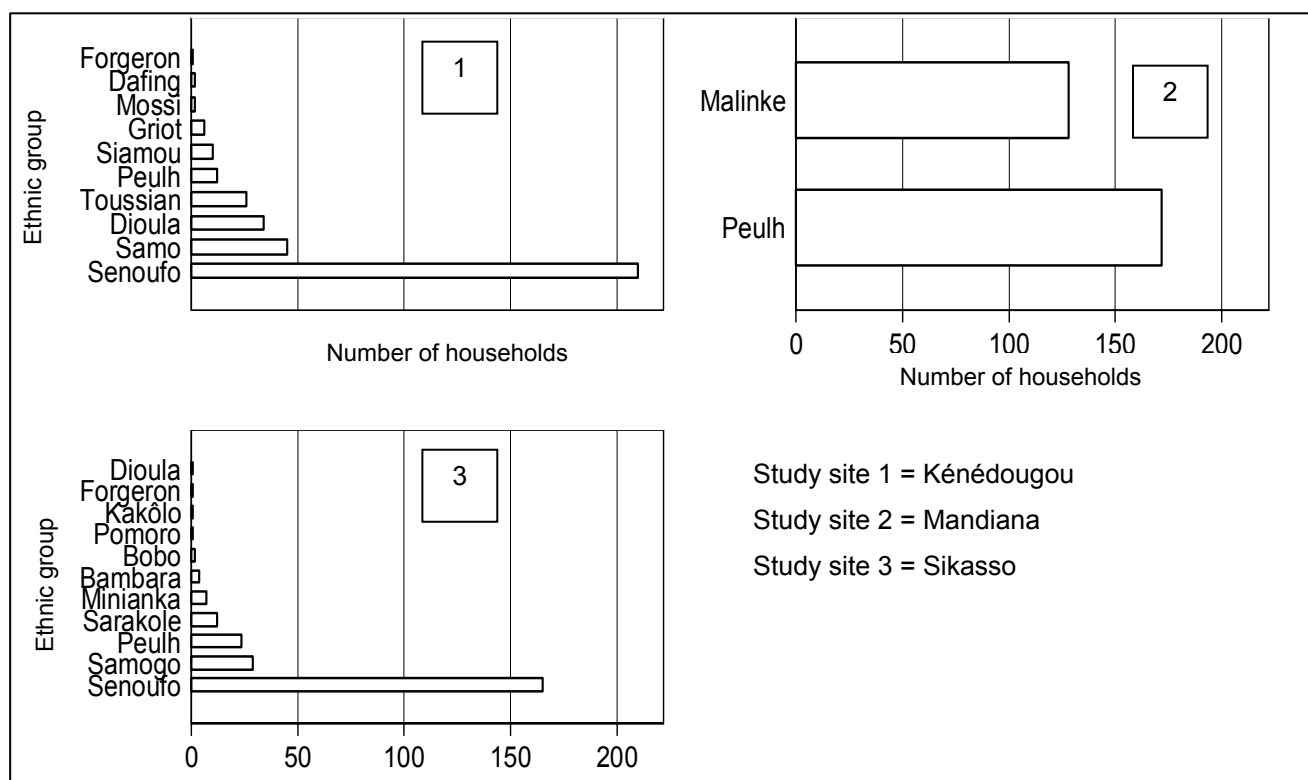 1
Ethnic group
Forgeron
Dafing
Mossi
Griot
Siamou
Peulh
Toussian
Dioula
Samo
Senoufo
Number of households
2
Malinke
Peulh
0 50 100 150 200
Number of households
3
Ethnic group
Dioula
Forgeron
Kakôlo
Pomoro
Bobo
Bambara
Minianka
Sarakole
Peulh
Samogo
Senoufo
0 50 100 150 200
Study site 1 = Kénédougou
Study site 2 = Mandiana
Study site 3 = Sikasso